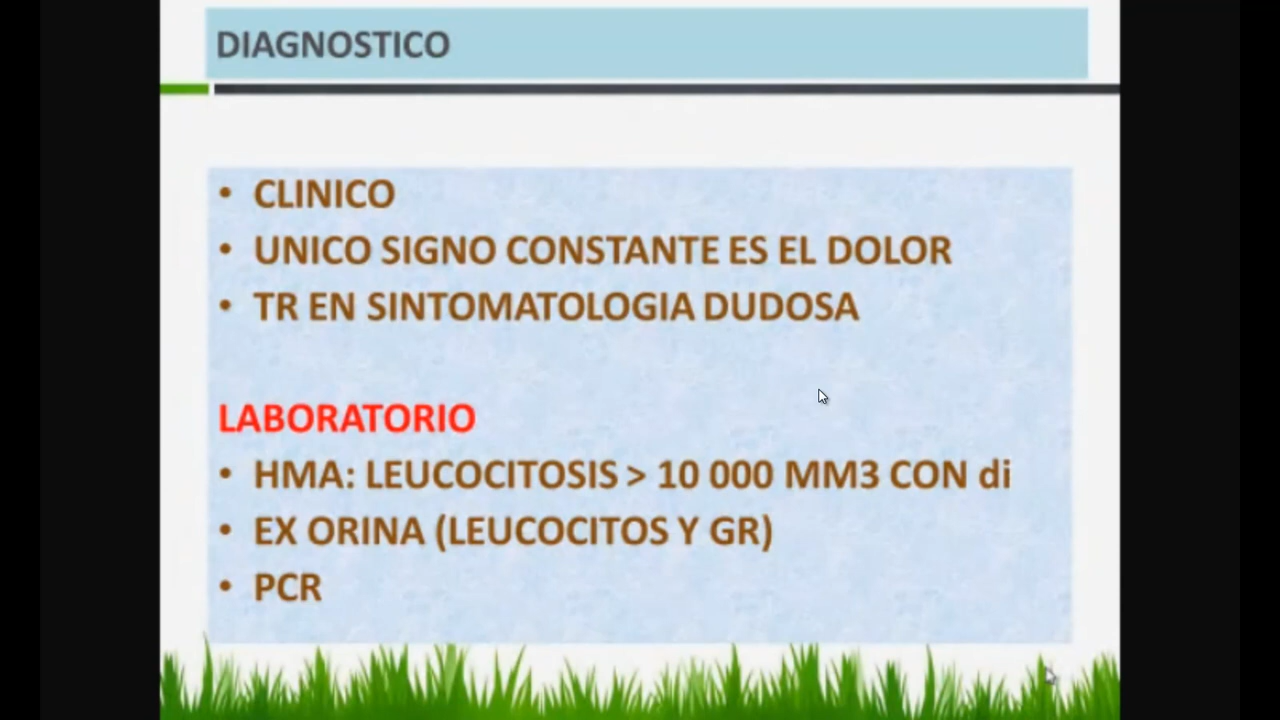 DIAGNOSTICO
• CLINICO
• UNICO SIGNO CONSTANTE ES EL DOLOR
• TR EN SINTOMATOLOGIA DUDOSA
LABORATORIO
• HMA: LEUCOCITOSIS > 10 000 MM3 CON di
• EX ORINA (LEUCOCITOS Y GR)
• PCR